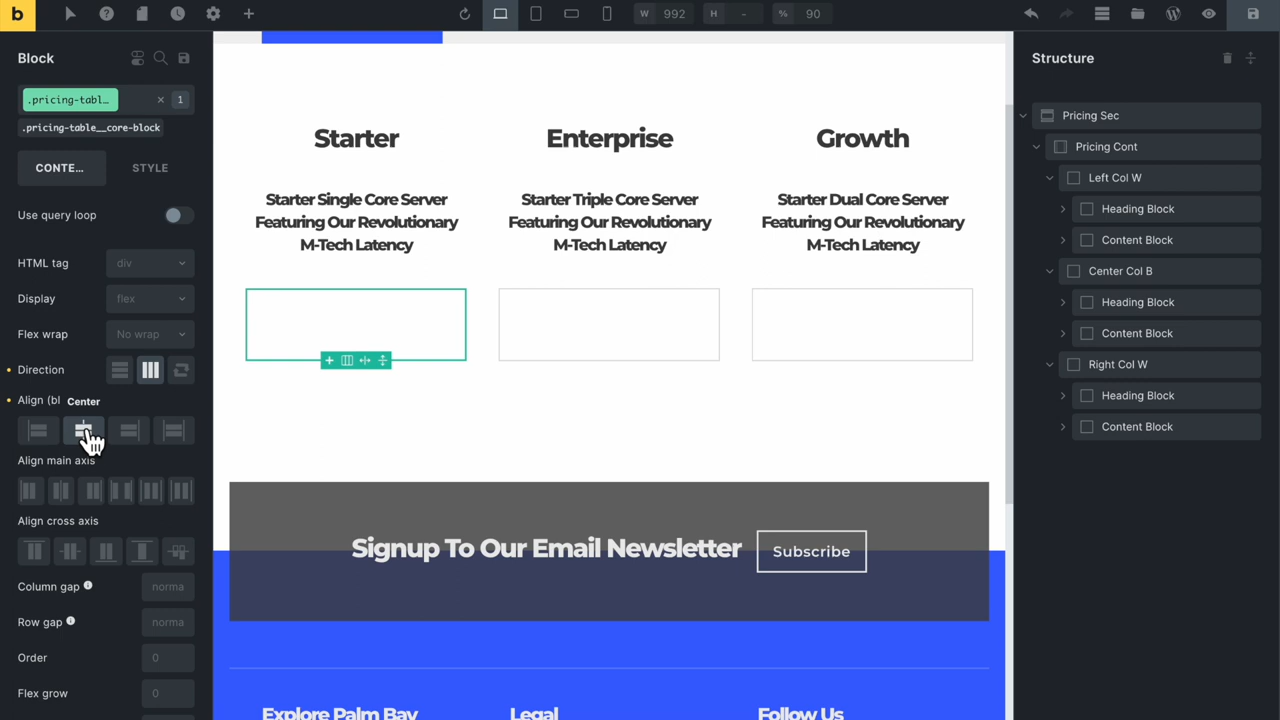 b
W 992 H - % 90
Block
.pricing-tabl…
×
1
.pricing-table__core-block
CONTE…
STYLE
Use query loop
HTML tag
div
Display
flex
Flex wrap
No wrap
Direction
Align (bl
Center
Align main axis
Align cross axis
Column gap
norma
Row gap
norma
Order
0
Flex grow
0
Starter
Starter Single Core Server
Featuring Our Revolutionary
M-Tech Latency
Enterprise
Starter Triple Core Server
Featuring Our Revolutionary
M-Tech Latency
Growth
Starter Dual Core Server
Featuring Our Revolutionary
M-Tech Latency
Signup To Our Email Newsletter
Subscribe
Explore Palm Bay
Legal
Follow Us
Structure
Pricing Sec
Pricing Cont
Left Col W
Heading Block
Content Block
Center Col B
Heading Block
Content Block
Right Col W
Heading Block
Content Block